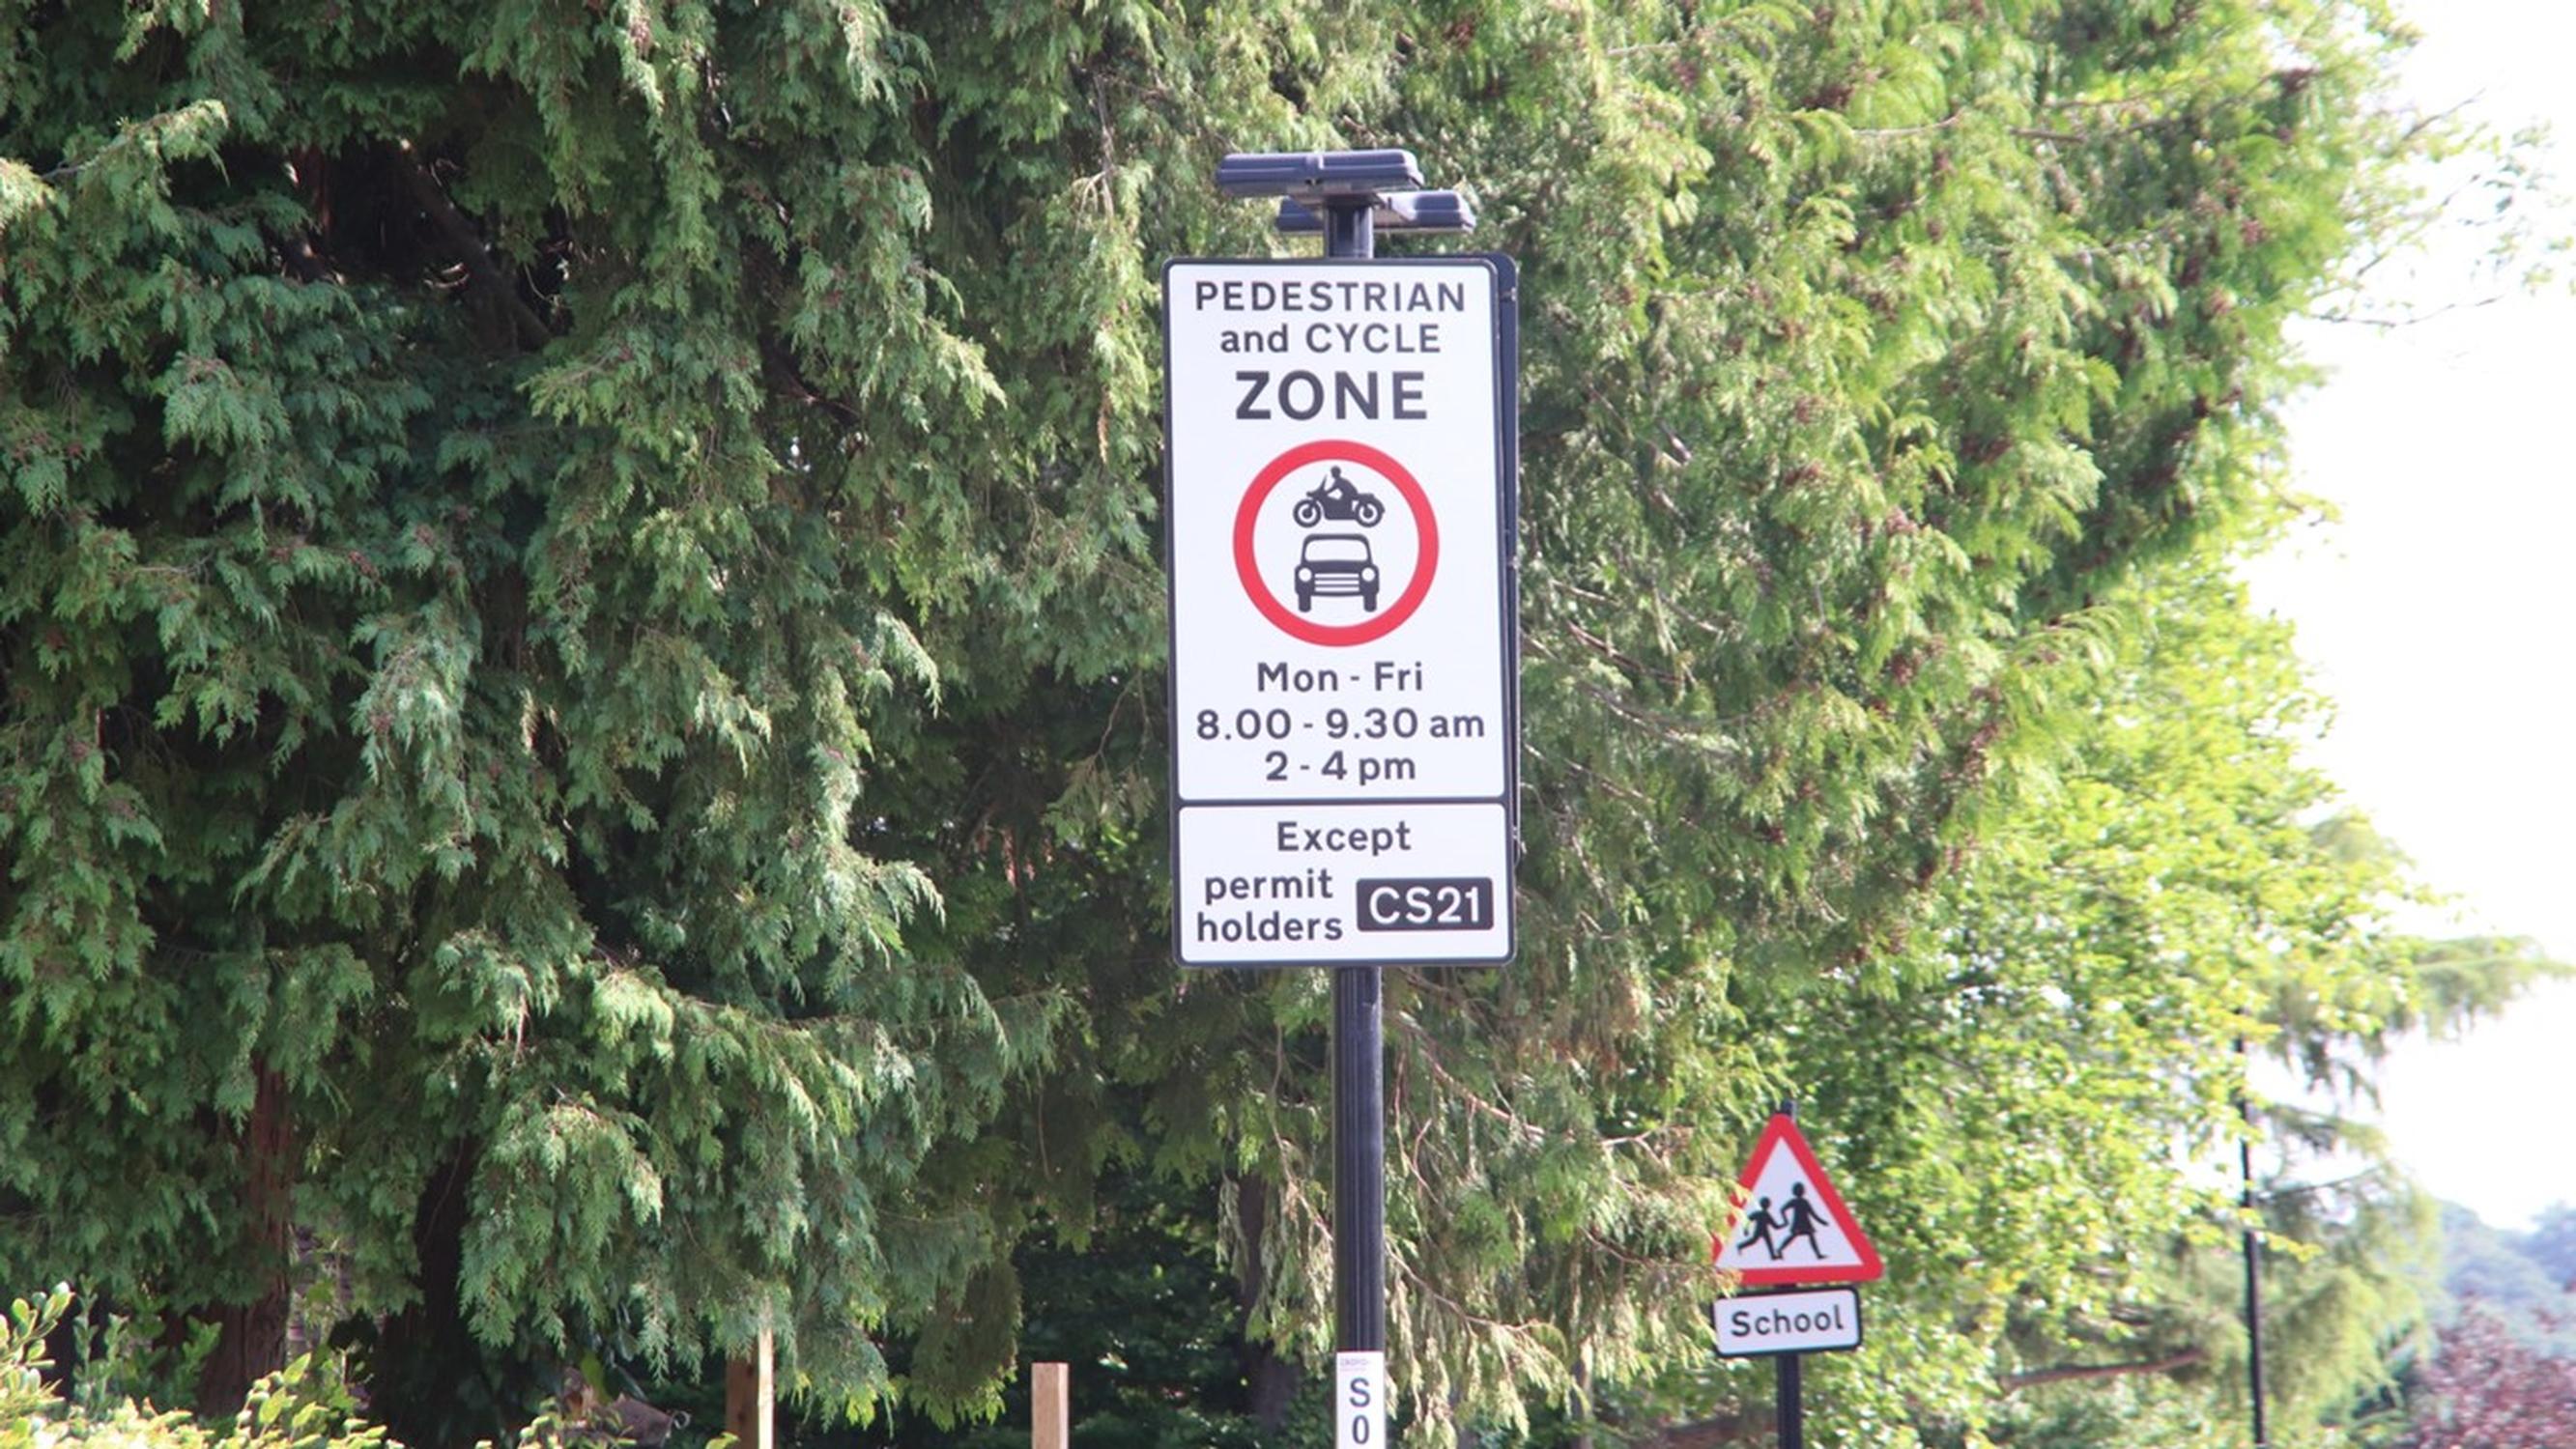 PEDESTRIAN
and CYCLE
ZONE
Mon - Fri
8.00 - 9.30 am
2 - 4 pm
Except
permit
holders CS21
School
S
0